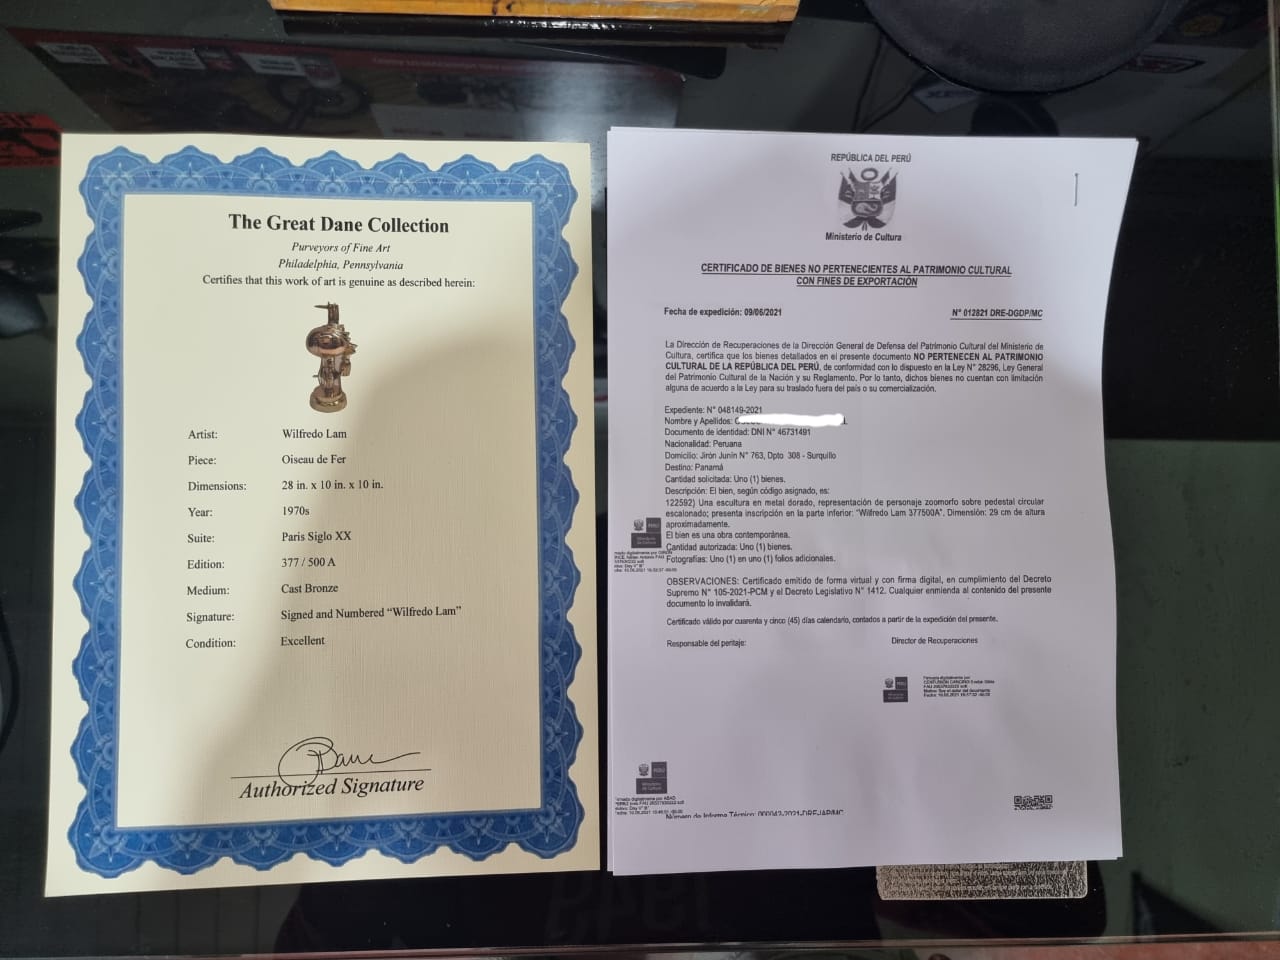 The Great Dane Collection
Purveyors of Fine Art
Philadelphia, Pennsylvania
Certifies that this work of art is genuine as described herein:
Artist: Wilfredo Lam
Piece: Oiseau de Fer
Dimensions: 28 in. x 10 in. x 10 in.
Year: 1970s
Suite: Paris Siglo XX
Edition: 377 / 500 A
Medium: Cast Bronze
Signature: Signed and Numbered “Wilfredo Lam”
Condition: Excellent
Authorized Signature
REPÚBLICA DEL PERÚ
Ministerio de Cultura
CERTIFICADO DE BIENES NO PERTENECIENTES AL PATRIMONIO CULTURAL
CON FINES DE EXPORTACIÓN
Fecha de expedición: 09/06/2021
N° 012821 DRE-DGDP/MC
La Dirección de Recuperaciones de la Dirección General de Defensa del Patrimonio Cultural del Ministerio de
Cultura, certifica que los bienes detallados en el presente documento NO PERTENECEN AL PATRIMONIO
CULTURAL DE LA REPÚBLICA DEL PERÚ, de conformidad con lo dispuesto en la Ley N° 28296, Ley General
del Patrimonio Cultural de la Nación y su Reglamento. Por lo tanto, dichos bienes no cuentan con limitación
alguna de acuerdo a la Ley para su traslado fuera del país o su comercialización.
Expediente: N° 048149-2021
Nombre y Apellidos:
Documento de identidad: DNI N° 46731491
Nacionalidad: Peruana
Domicilio: Jirón Junín N° 763, Dpto 308 - Surquillo
Destino: Panamá
Cantidad solicitada: Uno (1) bienes.
Descripción: El bien, según código asignado, es:
122592) Una escultura en metal dorado, representación de personaje zoomorfo sobre pedestal circular
escalonado; presenta inscripción en la parte inferior: "Wilfredo Lam 377500A". Dimensión: 29 cm de altura
aproximadamente.
El bien es una obra contemporánea.
Cantidad autorizada: Uno (1) bienes.
Fotografías: Uno (1) en uno (1) folios adicionales.
OBSERVACIONES: Certificado emitido de forma virtual y con firma digital, en cumplimiento del Decreto
Supremo N° 105-2021-PCM y el Decreto Legislativo N° 1412. Cualquier enmienda al contenido del presente
documento lo invalidará.
Certificado válido por cuarenta y cinco (45) días calendario, contados a partir de la expedición del presente.
Responsable del peritaje:
Director de Recuperaciones
Número de Informe Técnico: 000042-2021-DRE-JAP/MC